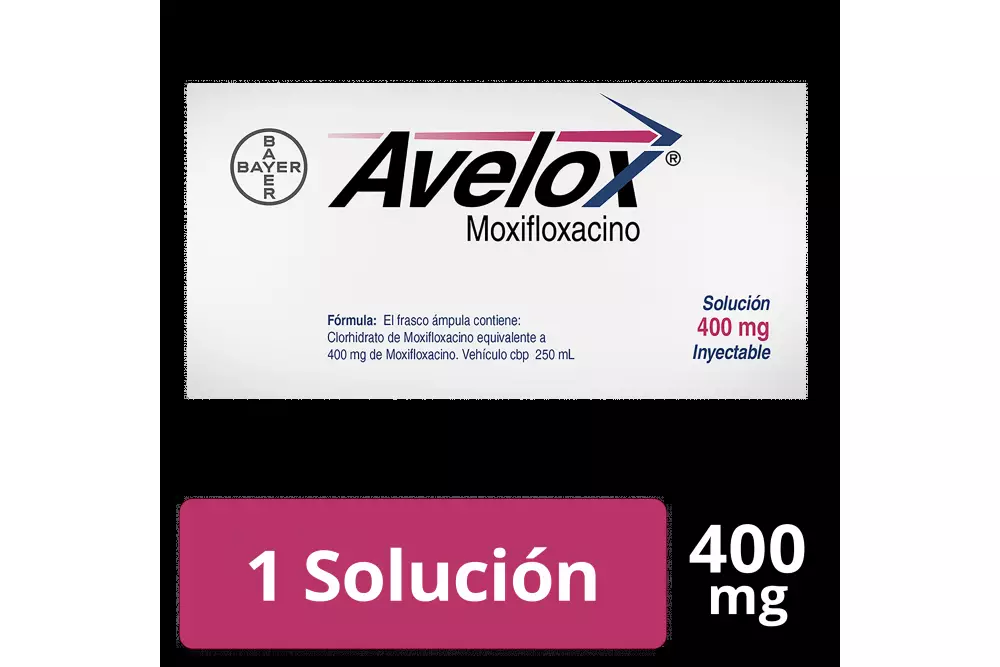 BAYER
BAYER
Avelox®
Moxifloxacino
Fórmula: El frasco ámpula contiene:
Clorhidrato de Moxifloxacino equivalente a
400 mg de Moxifloxacino. Vehículo cbp 250 mL
Solución
400 mg
Inyectable
1 Solución
400
mg